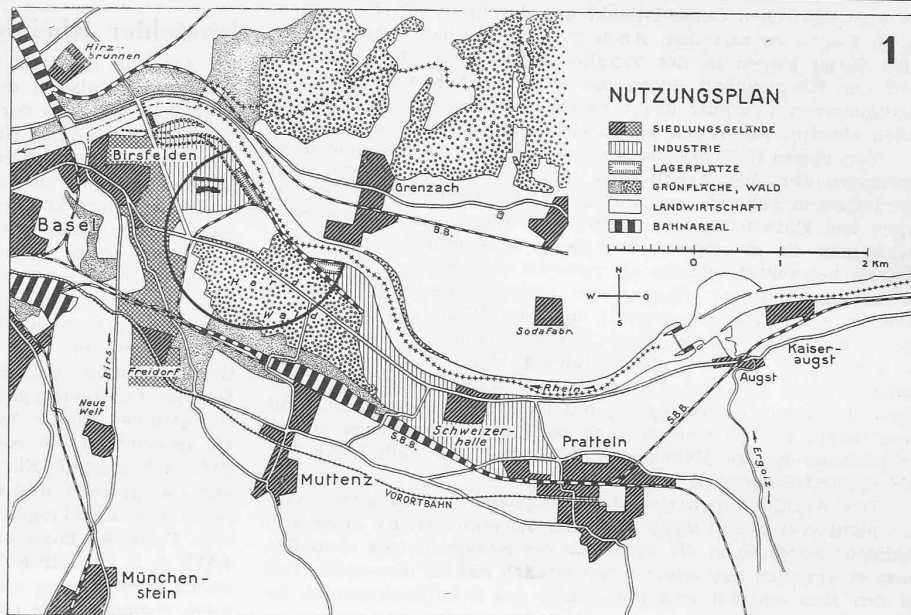 1
NUTZUNGSPLAN
SIEDLUNGSGELÄNDE
INDUSTRIE
LAGERPLÄTZE
GRÜNFLÄCHE, WALD
LANDWIRTSCHAFT
BAHNAREAL
1 0 1 2 Km
N
W O
S
Hirz-
brunnen
Birsfelden
Basel
Grenzach
B.B.
Hard
Wald
Sodafabr.
Kaiser-
augst
Augst
Rhein
Birs
Freidorf
Neue
Welt
S.B.B.
Schweizer-
halle
S.B.B.
Pratteln
Ergolz
Muttenz
VORORTBAHN
München-
stein